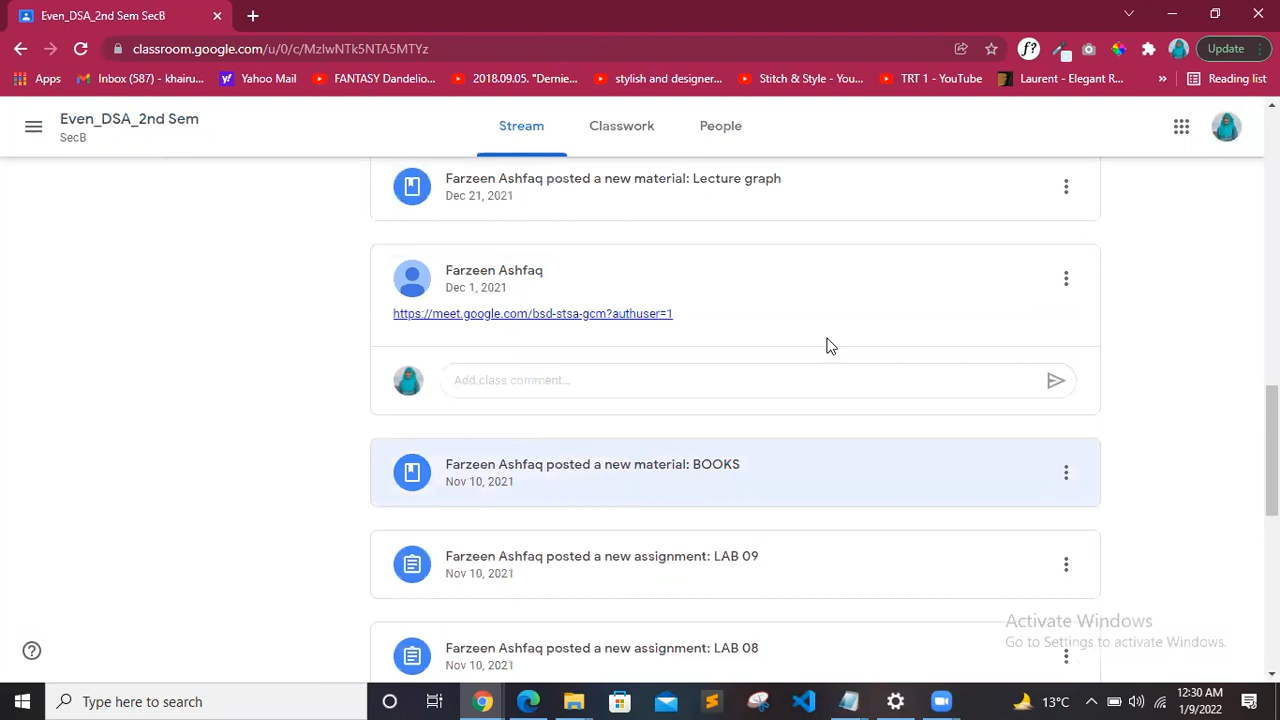 Even_DSA_2nd Sem SecB
classroom.google.com/u/0/c/MzIwNTk5NTA5MTYz
f?
Update
Apps
Inbox (587) - khairu...
Yahoo Mail
FANTASY Dandelio...
2018.09.05. "Dernie...
stylish and designer...
Stitch & Style - You...
TRT 1 - YouTube
Laurent - Elegant R...
»
Reading list
Even_DSA_2nd Sem
SecB
Stream
Classwork
People
Farzeen Ashfaq posted a new material: Lecture graph
Dec 21, 2021
Farzeen Ashfaq
Dec 1, 2021
https://meet.google.com/bsd-stsa-gcm?authuser=1
Add class comment...
Farzeen Ashfaq posted a new material: BOOKS
Nov 10, 2021
Farzeen Ashfaq posted a new assignment: LAB 09
Nov 10, 2021
Farzeen Ashfaq posted a new assignment: LAB 08
Nov 10, 2021
Activate Windows
Go to Settings to activate Windows.
Type here to search
13°C
12:30 AM
1/9/2022